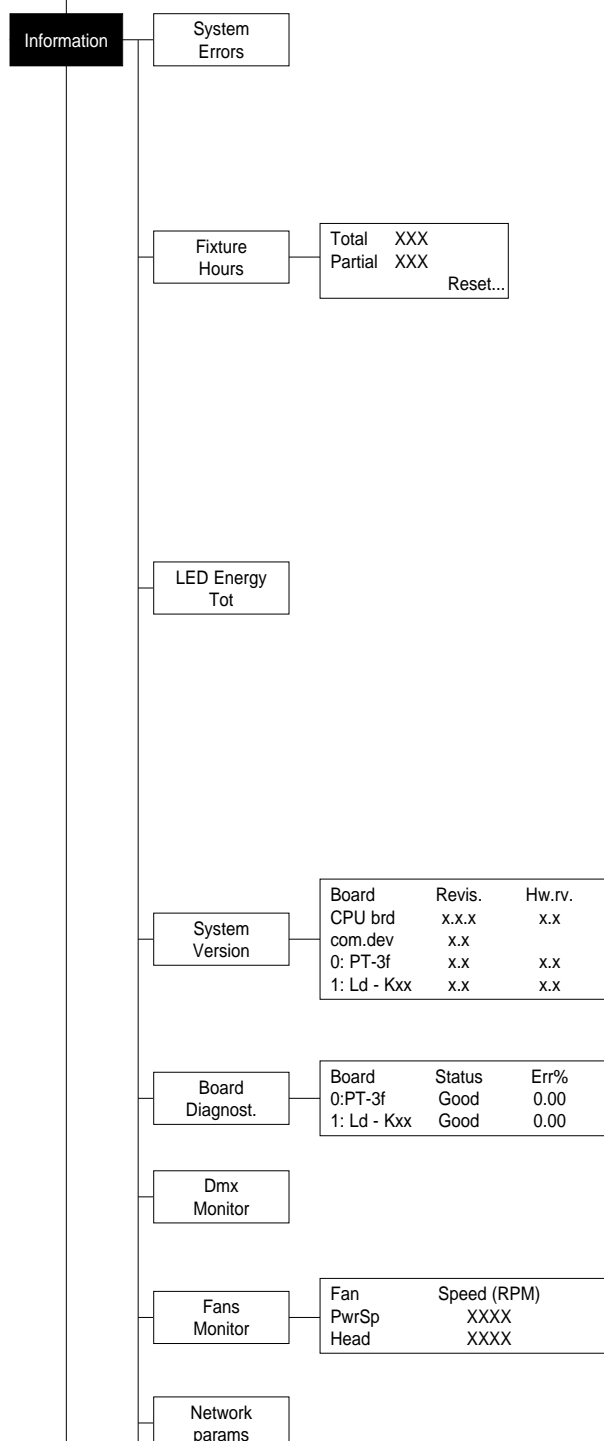 Information
System
Errors
Fixture
Hours
Total XXX
Partial XXX
Reset...
LED Energy
Tot
System
Version
Board Revis. Hw.rv.
CPU brd x.x.x x.x
com.dev x.x
0: PT-3f x.x x.x
1: Ld - Kxx x.x x.x
Board
Diagnost.
Board Status Err%
0:PT-3f Good 0.00
1: Ld - Kxx Good 0.00
Dmx
Monitor
Fans
Monitor
Fan Speed (RPM)
PwrSp XXXX
Head XXXX
Network
params